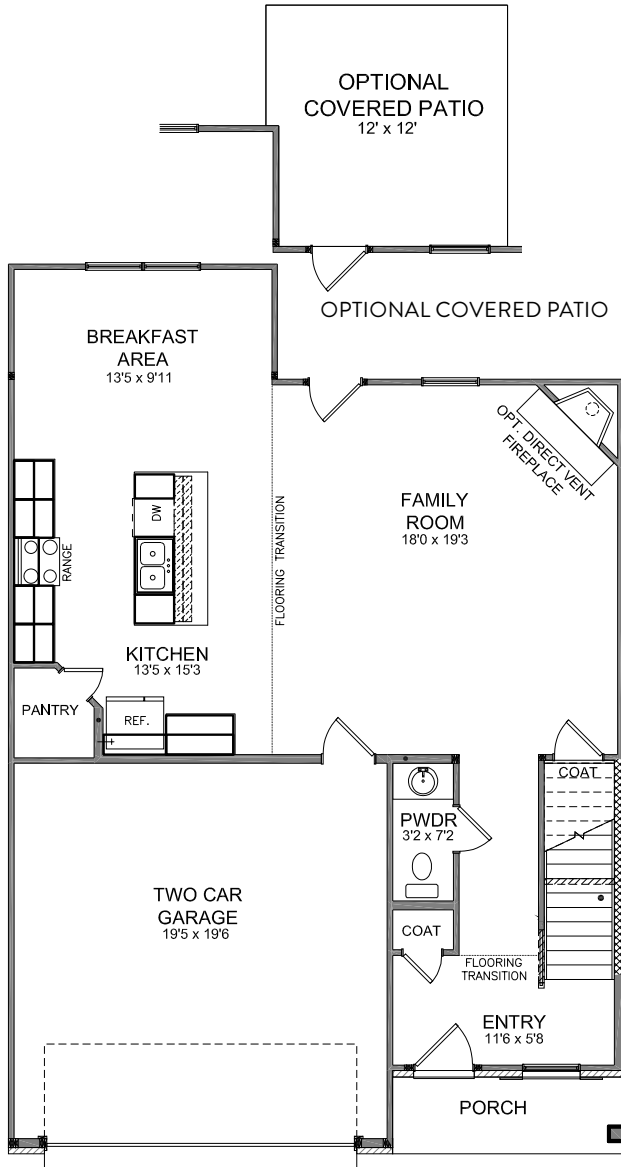 OPTIONAL
COVERED PATIO
12' x 12'
OPTIONAL COVERED PATIO
BREAKFAST
AREA
13'5 x 9'11
OPT. DIRECT VENT
FIREPLACE
FAMILY
ROOM
18'0 x 19'3
DW
RANGE
FLOORING TRANSITION
KITCHEN
13'5 x 15'3
PANTRY
REF.
COAT
PWDR
3'2 x 7'2
TWO CAR
GARAGE
19'5 x 19'6
COAT
FLOORING
TRANSITION
ENTRY
11'6 x 5'8
PORCH